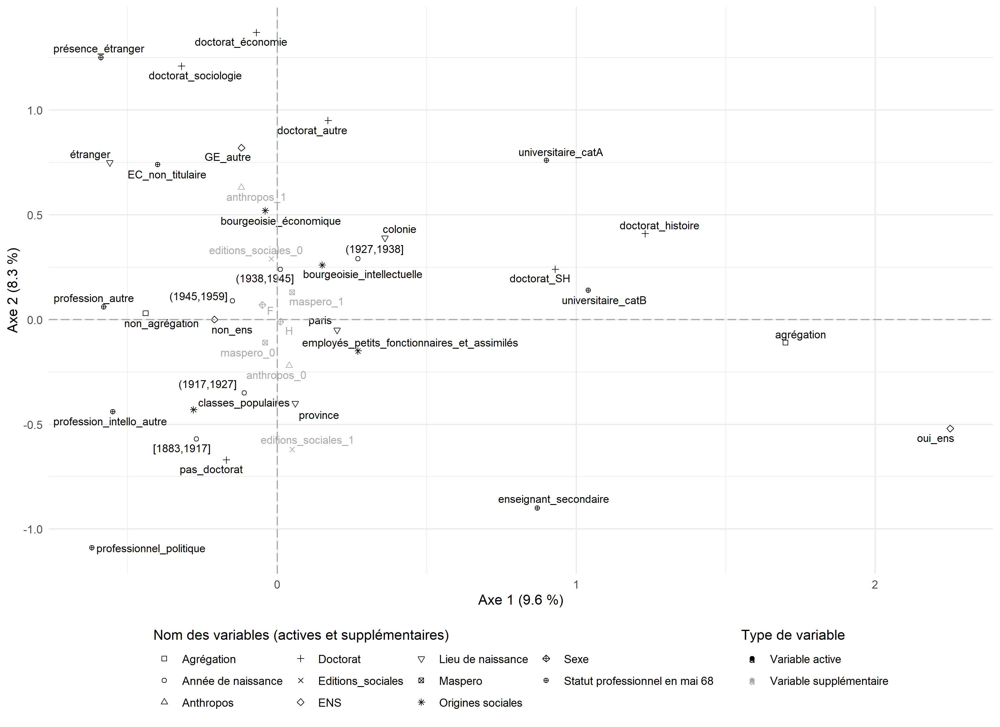 doctorat_économie
présence_étranger
doctorat_sociologie
1.0
doctorat_autre
étranger
GE_autre
universitaire_catA
EC_non_titulaire
anthropos_1
0.5
bourgeoisie_économique
doctorat_histoire
colonie
editions_sociales_0
(1927,1938]
bourgeoisie_intellectuelle
(1938,1945]
doctorat_SH
(1945,1959]
profession_autre
maspero_1
universitaire_catB
F
Axe 2 (8.3 %)
0.0
non_agrégation
non_ens
H
paris
agrégation
employés_petits_fonctionnaires_et_assimilés
maspero_0
anthropos_0
(1917,1927]
classes_populaires
province
profession_intello_autre
-0.5
editions_sociales_1
oui_ens
[1883,1917]
pas_doctorat
enseignant_secondaire
-1.0
professionnel_politique
0
1
2
Axe 1 (9.6 %)
Nom des variables (actives et supplémentaires)
Agrégation
Doctorat
Lieu de naissance
Sexe
Année de naissance
Editions_sociales
Maspero
Statut professionnel en mai 68
Anthropos
ENS
Origines sociales
Type de variable
a Variable active
a Variable supplémentaire